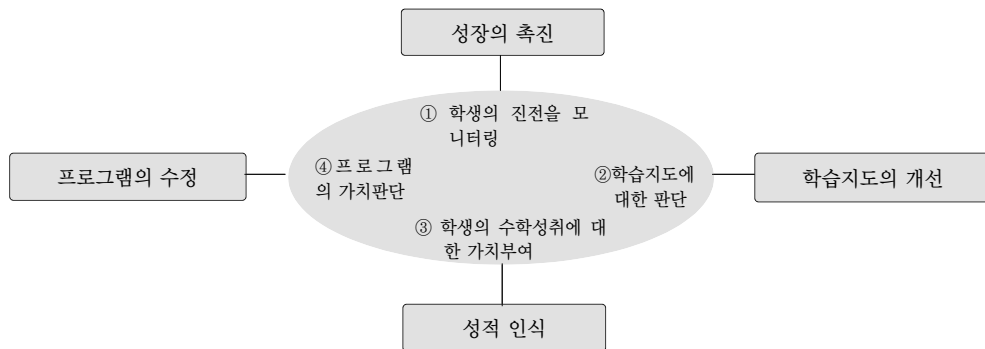 성장의 촉진
① 학생의 진전을 모
니터링
프로그램의 수정
④프로그램
의 가치판단
②학습지도에
대한 판단
학습지도의 개선
③ 학생의 수학성취에 대
한 가치부여
성적 인식